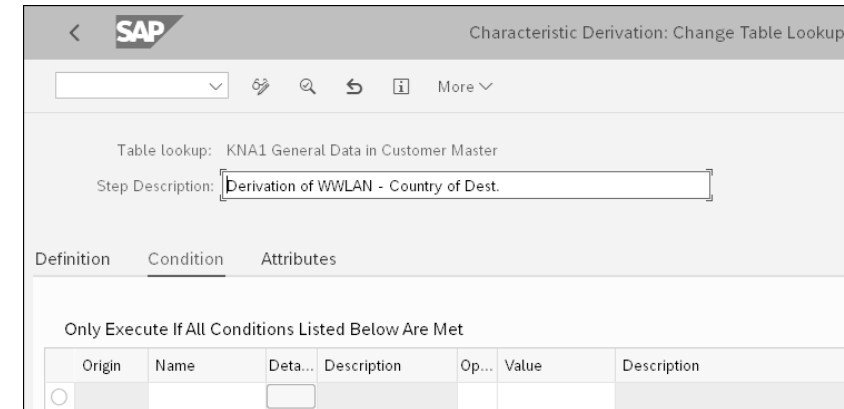 SAP Characteristic Derivation: Change Table Lookup
More
Table lookup: KNA1 General Data in Customer Master
Step Description: Derivation of WWLAN - Country of Dest.
Definition Condition Attributes
Only Execute If All Conditions Listed Below Are Met
Origin Name Deta... Description Op... Value Description